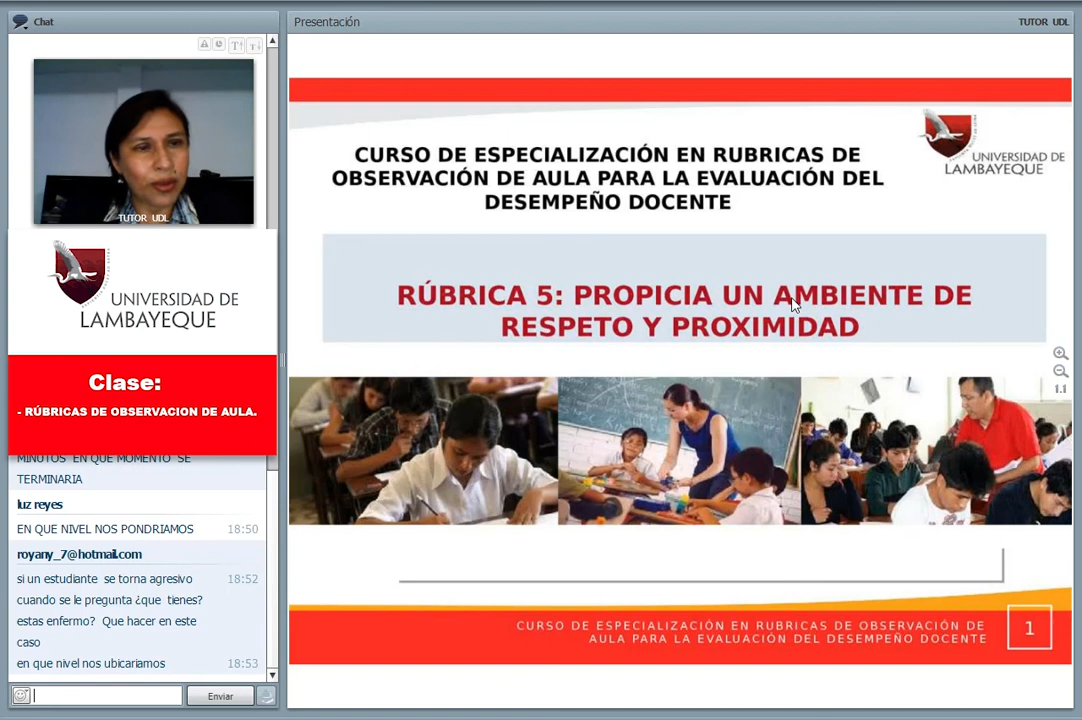 Chat
TUTOR UDL
UNIVERSIDAD DE
LAMBAYEQUE
Clase:
- RÚBRICAS DE OBSERVACION DE AULA.
MINUTOS EN QUE MOMENTO SE
TERMINARIA
luz reyes
EN QUE NIVEL NOS PONDRIAMOS 18:50
royany_7@hotmail.com
si un estudiante se torna agresivo 18:52
cuando se le pregunta ¿que tienes?
estas enfermo? Que hacer en este
caso
en que nivel nos ubicariamos 18:53
Enviar
Presentación
TUTOR UDL
CURSO DE ESPECIALIZACIÓN EN RUBRICAS DE
OBSERVACIÓN DE AULA PARA LA EVALUACIÓN DEL
DESEMPEÑO DOCENTE
UNIVERSIDAD DE
LAMBAYEQUE
RÚBRICA 5: PROPICIA UN AMBIENTE DE
RESPETO Y PROXIMIDAD
1.1
CURSO DE ESPECIALIZACIÓN EN RUBRICAS DE OBSERVACIÓN DE
AULA PARA LA EVALUACIÓN DEL DESEMPEÑO DOCENTE
1